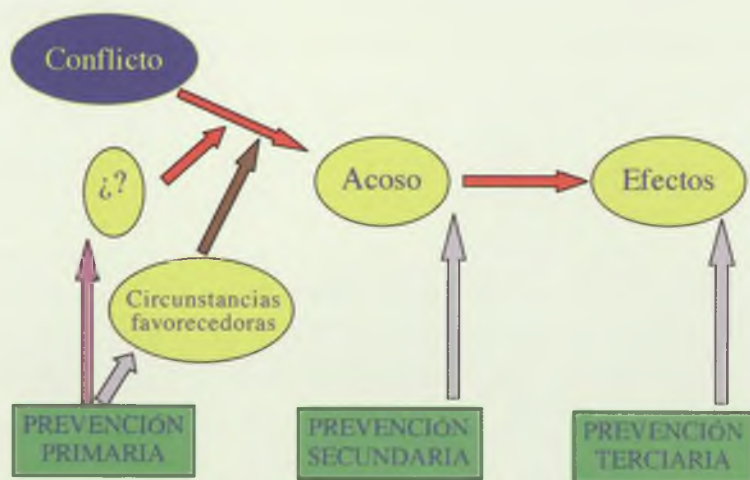 Conflicto
¿?
Acoso
Efectos
Circunstancias
favorecedoras
PREVENCIÓN
PRIMARIA
PREVENCIÓN
SECUNDARIA
PREVENCIÓN
TERCIARIA